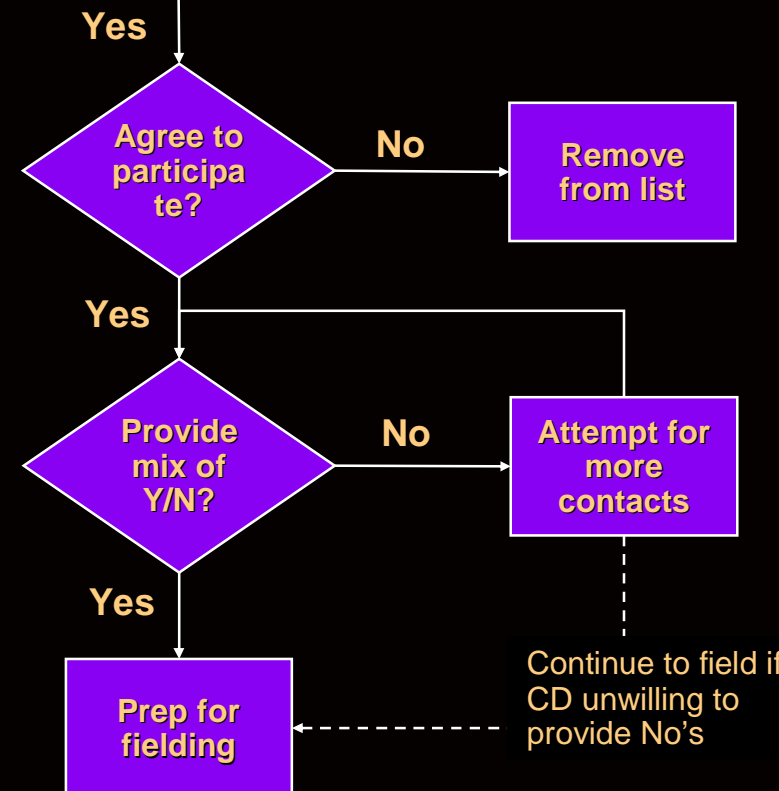 Yes
Agree to
participa
te?
No
Remove
from list
Yes
Provide
mix of
Y/N?
No
Attempt for
more
contacts
Yes
Prep for
fielding
Continue to field if
CD unwilling to
provide No's